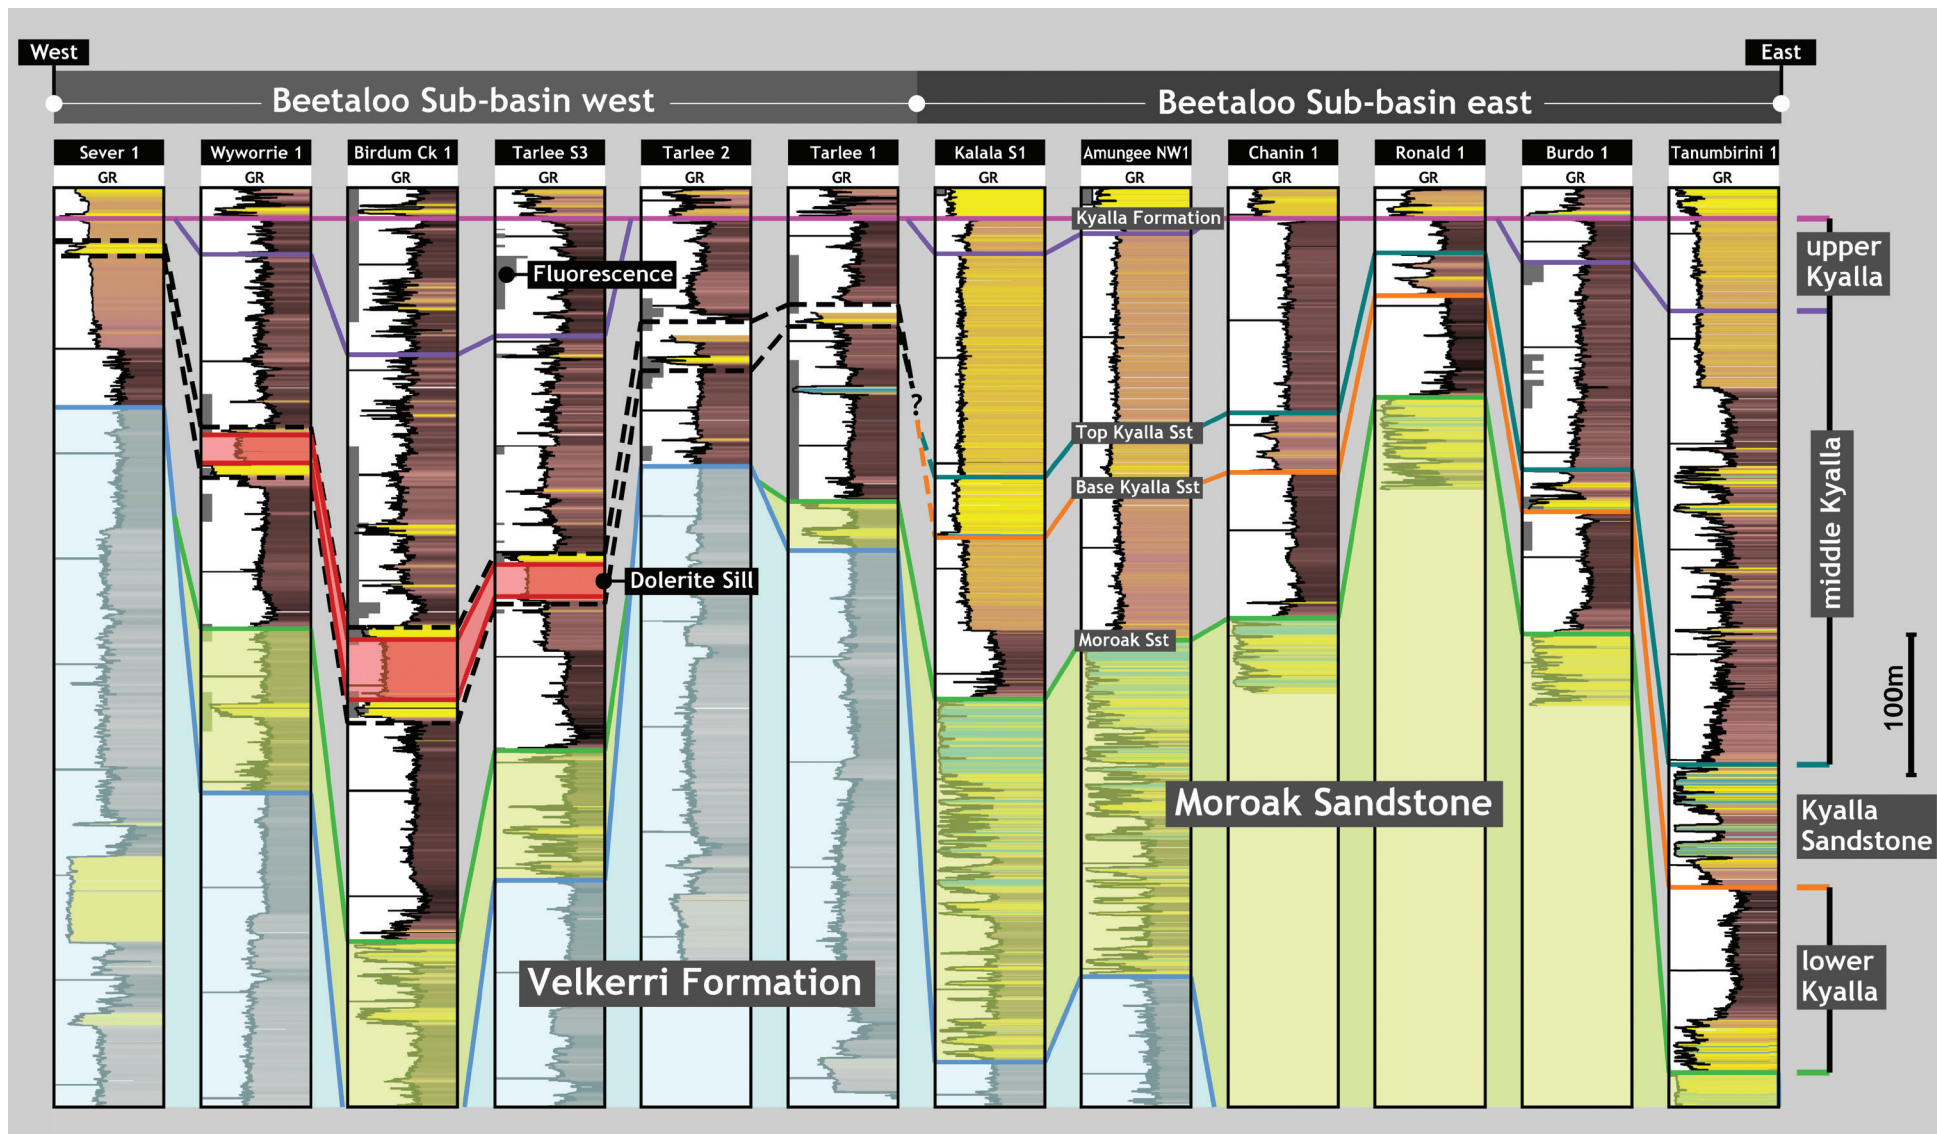 West
East
Beetaloo Sub-basin west
Beetaloo Sub-basin east
Sever 1
Wyworrie 1
Birdum Ck 1
Tarlee S3
Tarlee 2
Tarlee 1
Kalala S1
Amungee NW1
Chanin 1
Ronald 1
Burdo 1
Tanumbirini 1
GR
GR
GR
GR
GR
GR
GR
GR
GR
GR
GR
GR
Kyalla Formation
upper
Kyalla
Fluorescence
?
Top Kyalla Sst
Base Kyalla Sst
middle Kyalla
Dolerite Sill
Moroak Sst
100m
Moroak Sandstone
Kyalla
Sandstone
Velkerri Formation
lower
Kyalla